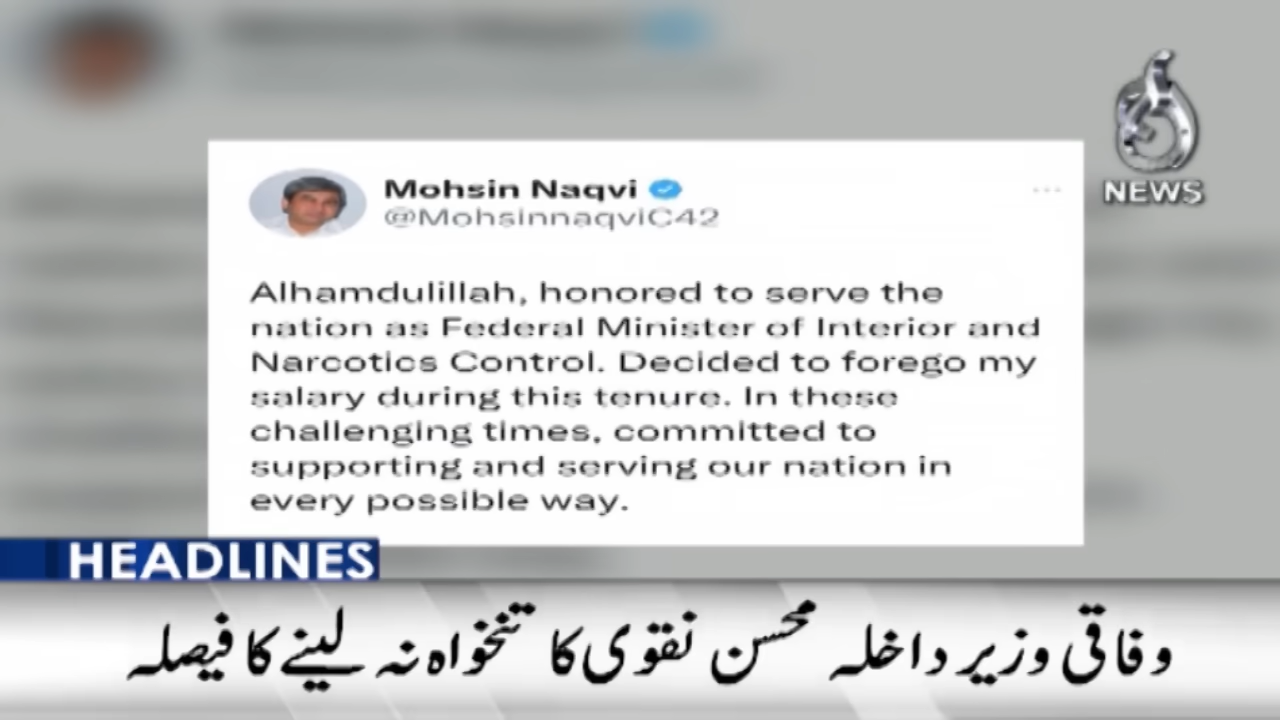 NEWS
Mohsin Naqvi
@MohsinnaqviC42
Alhamdulillah, honored to serve the
nation as Federal Minister of Interior and
Narcotics Control. Decided to forego my
salary during this tenure. In these
challenging times, committed to
supporting and serving our nation in
every possible way.
HEADLINES
وفاقی وزیر داخلہ محسن نقوی کا تنخواہ نہ لینے کا فیصلہ